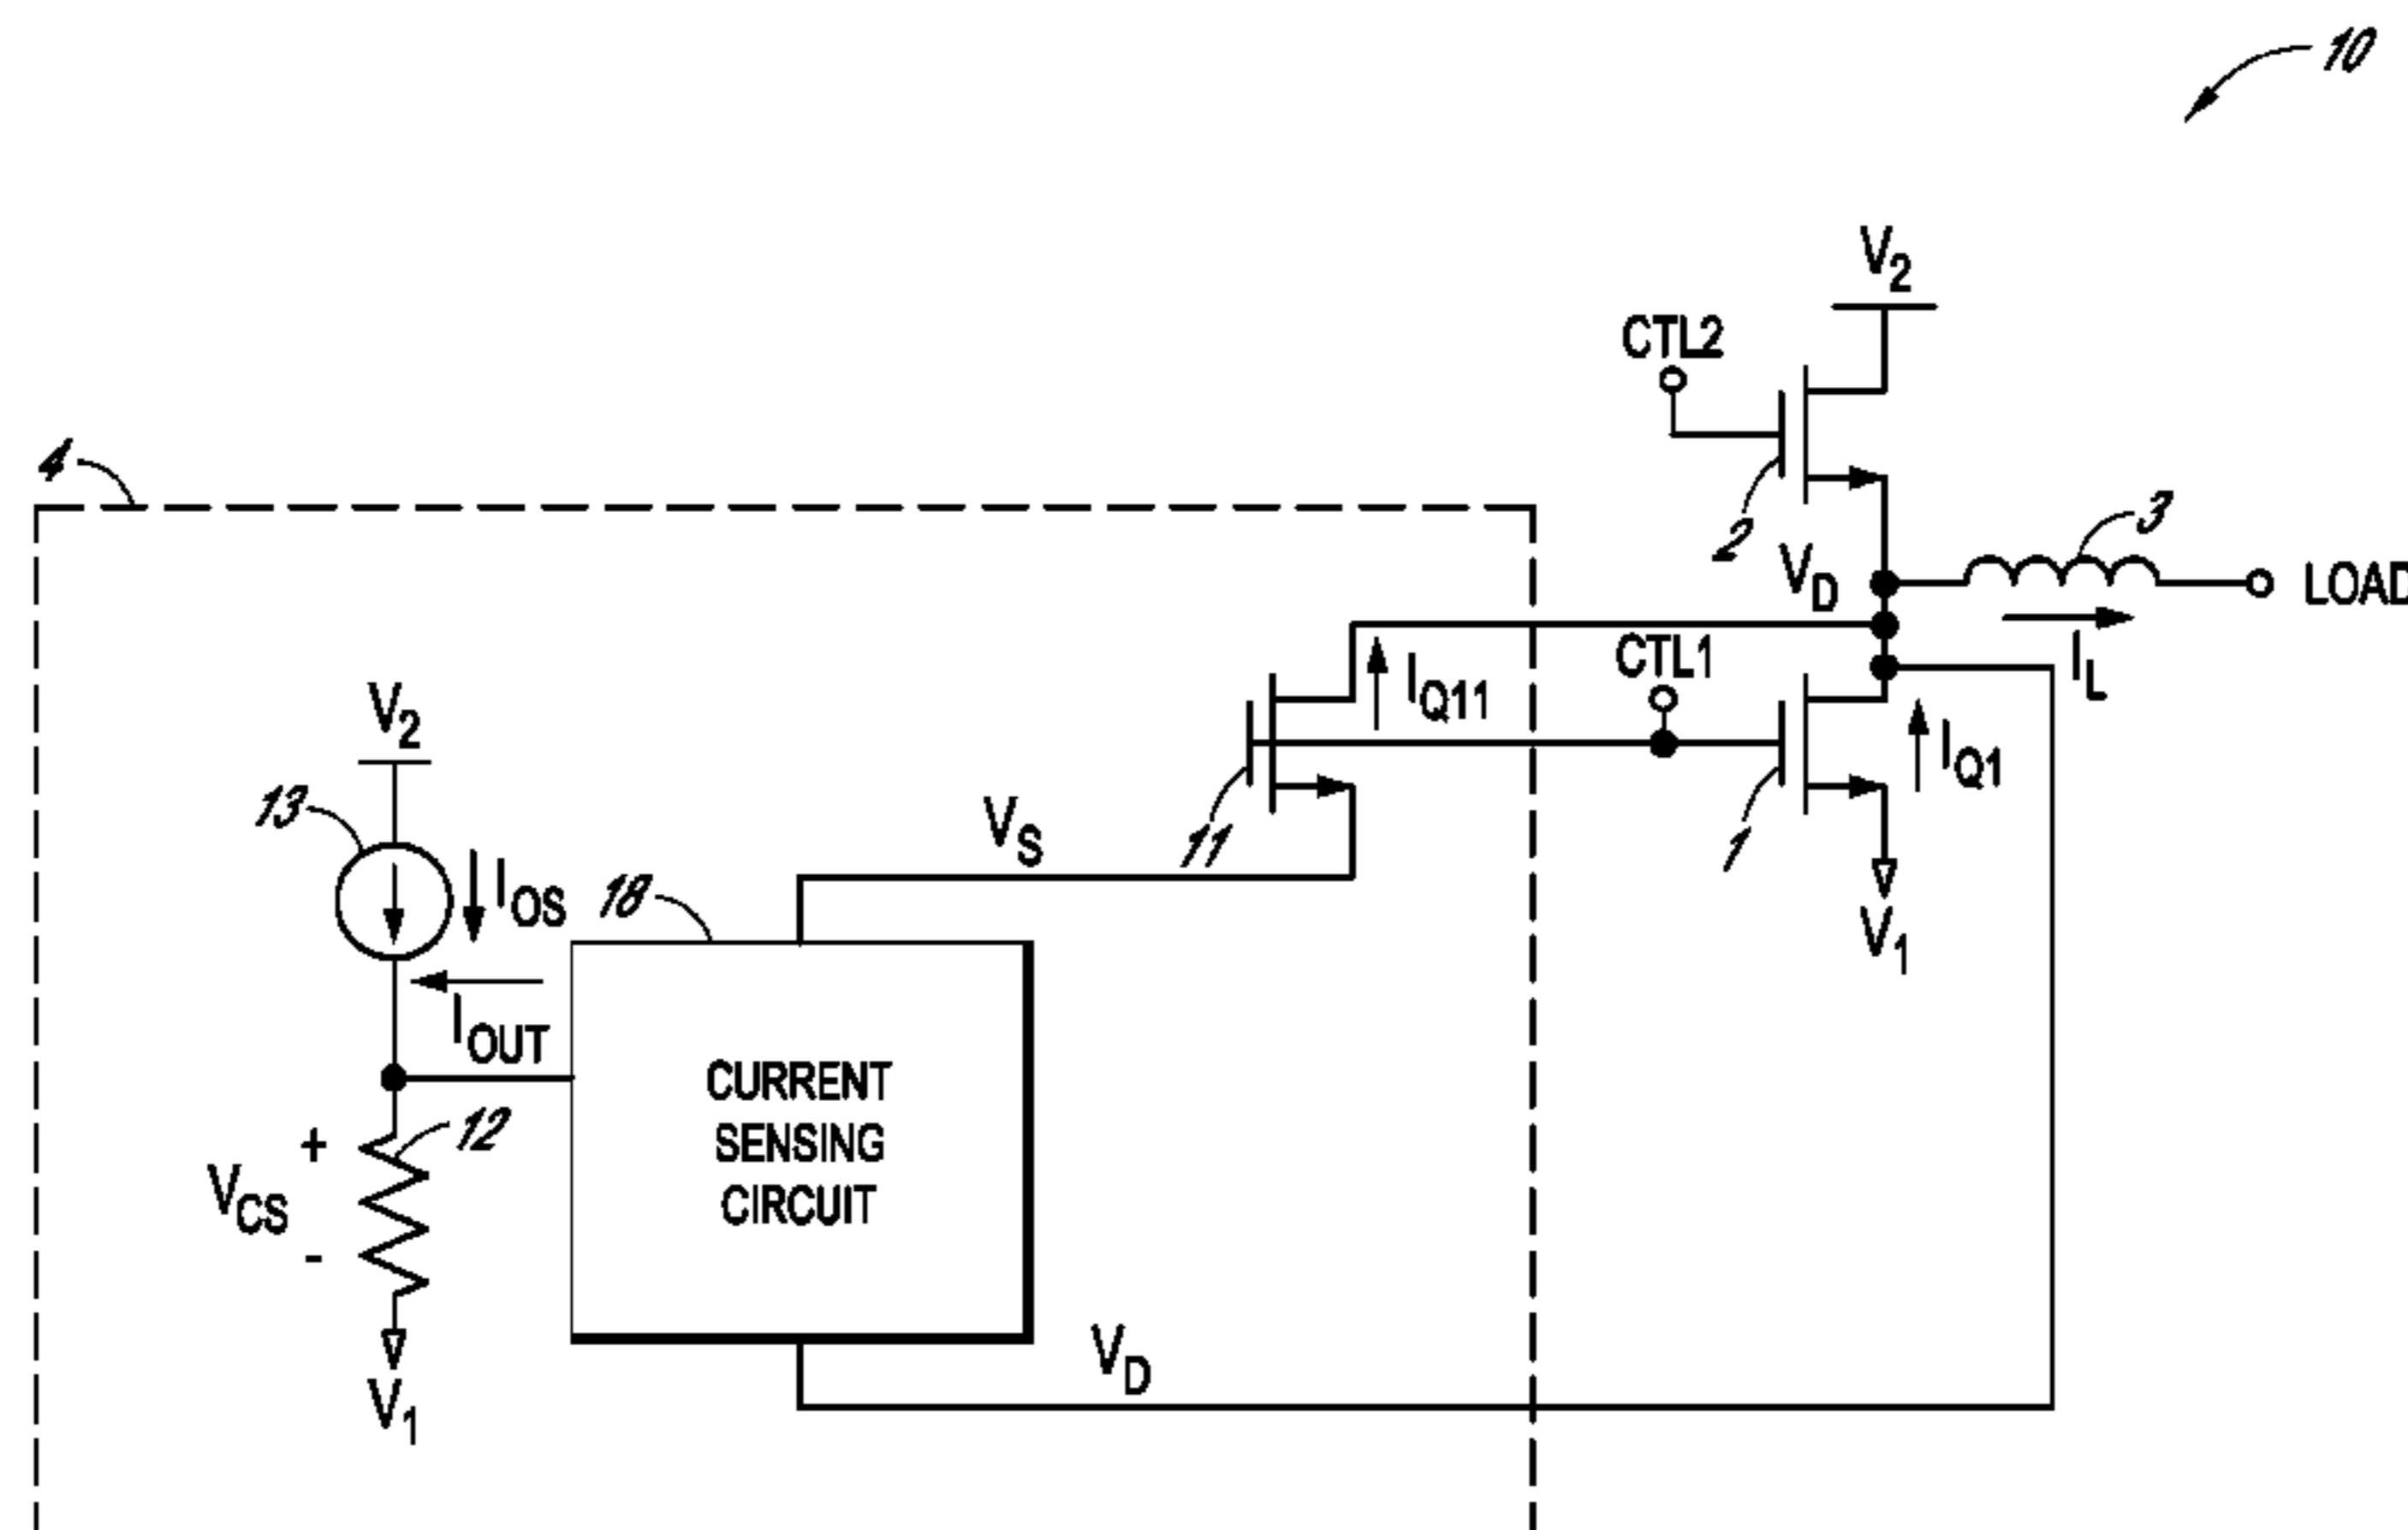 10
V2
CTL2
4
2
3
VD
LOAD
CTL1
IL
IQ11
V2
IQ1
13
VS
11
1
18
IOS
V1
IOUT
CURRENT
SENSING
CIRCUIT
12
+
VCS
-
VD
V1